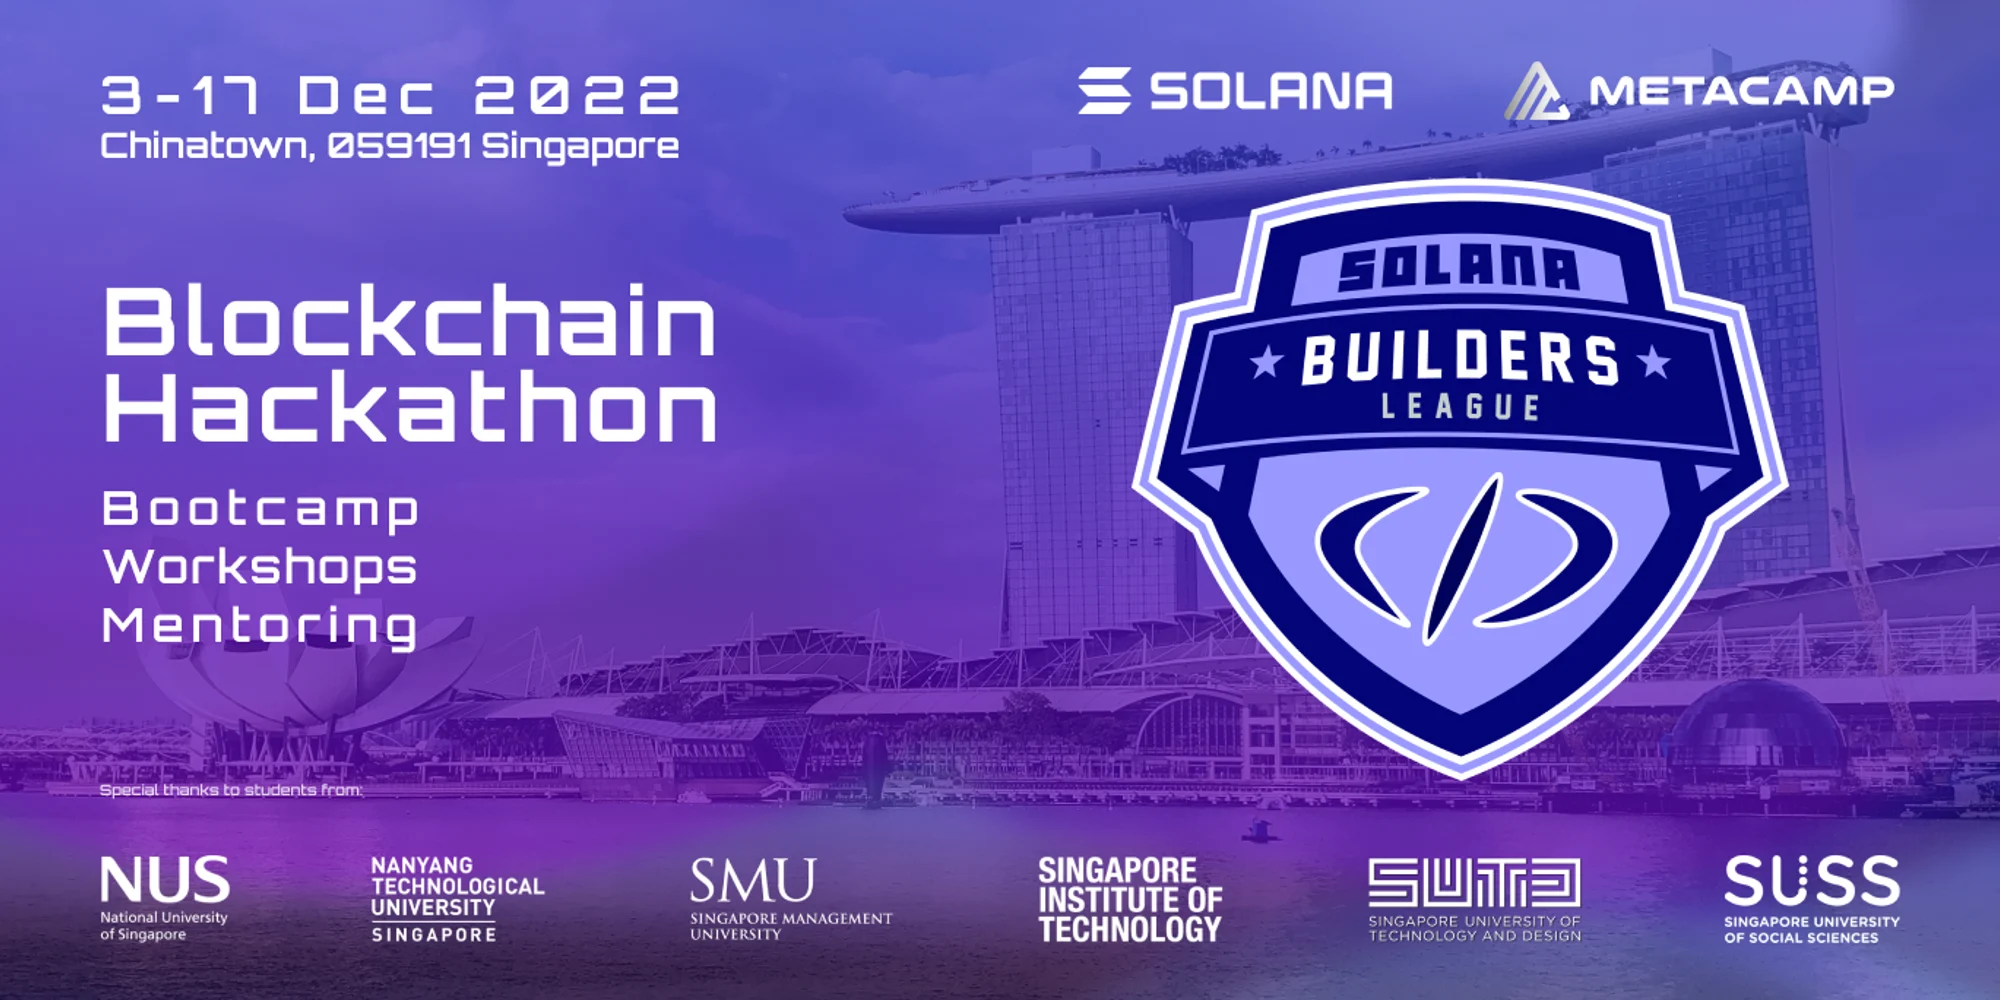 3-17 Dec 2022
Chinatown, 059191 Singapore
SOLANA
METACAMP
Blockchain
Hackathon
Bootcamp
Workshops
Mentoring
SOLANA
BUILDERS
LEAGUE
Special thanks to students from:
NUS
National University
of Singapore
NANYANG
TECHNOLOGICAL
UNIVERSITY
SINGAPORE
SMU
SINGAPORE MANAGEMENT
UNIVERSITY
SINGAPORE
INSTITUTE OF
TECHNOLOGY
SUTD
SINGAPORE UNIVERSITY OF
TECHNOLOGY AND DESIGN
SUSS
SINGAPORE UNIVERSITY
OF SOCIAL SCIENCES